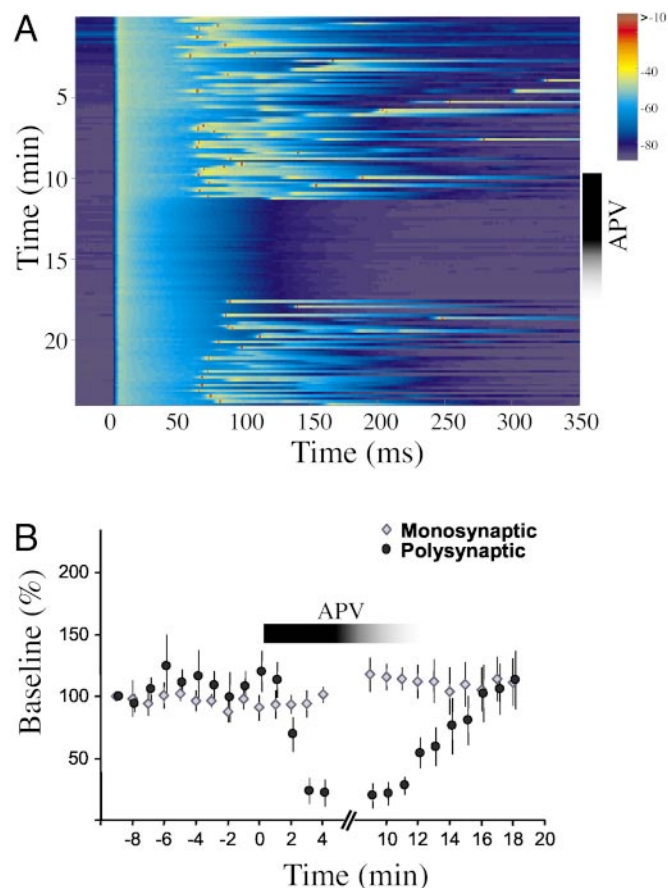 A
> -10
-40
-60
-80
5
10
15
20
Time (min)
APV
0 50 100 150 200 250 300 350
Time (ms)
B
Monosynaptic
Polysynaptic
APV
200
150
100
50
Baseline (%)
-8 -6 -4 -2 0 2 4 10 12 14 16 18 20
Time (min)